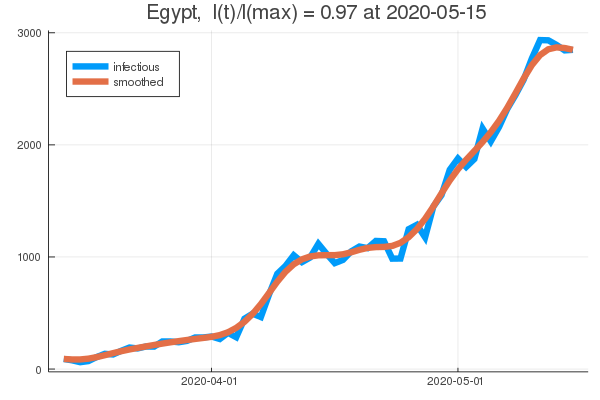 Egypt,  I(t)/I(max) = 0.97 at 2020-05-15
3000
infectious
smoothed
2000
1000
0
2020-04-01
2020-05-01